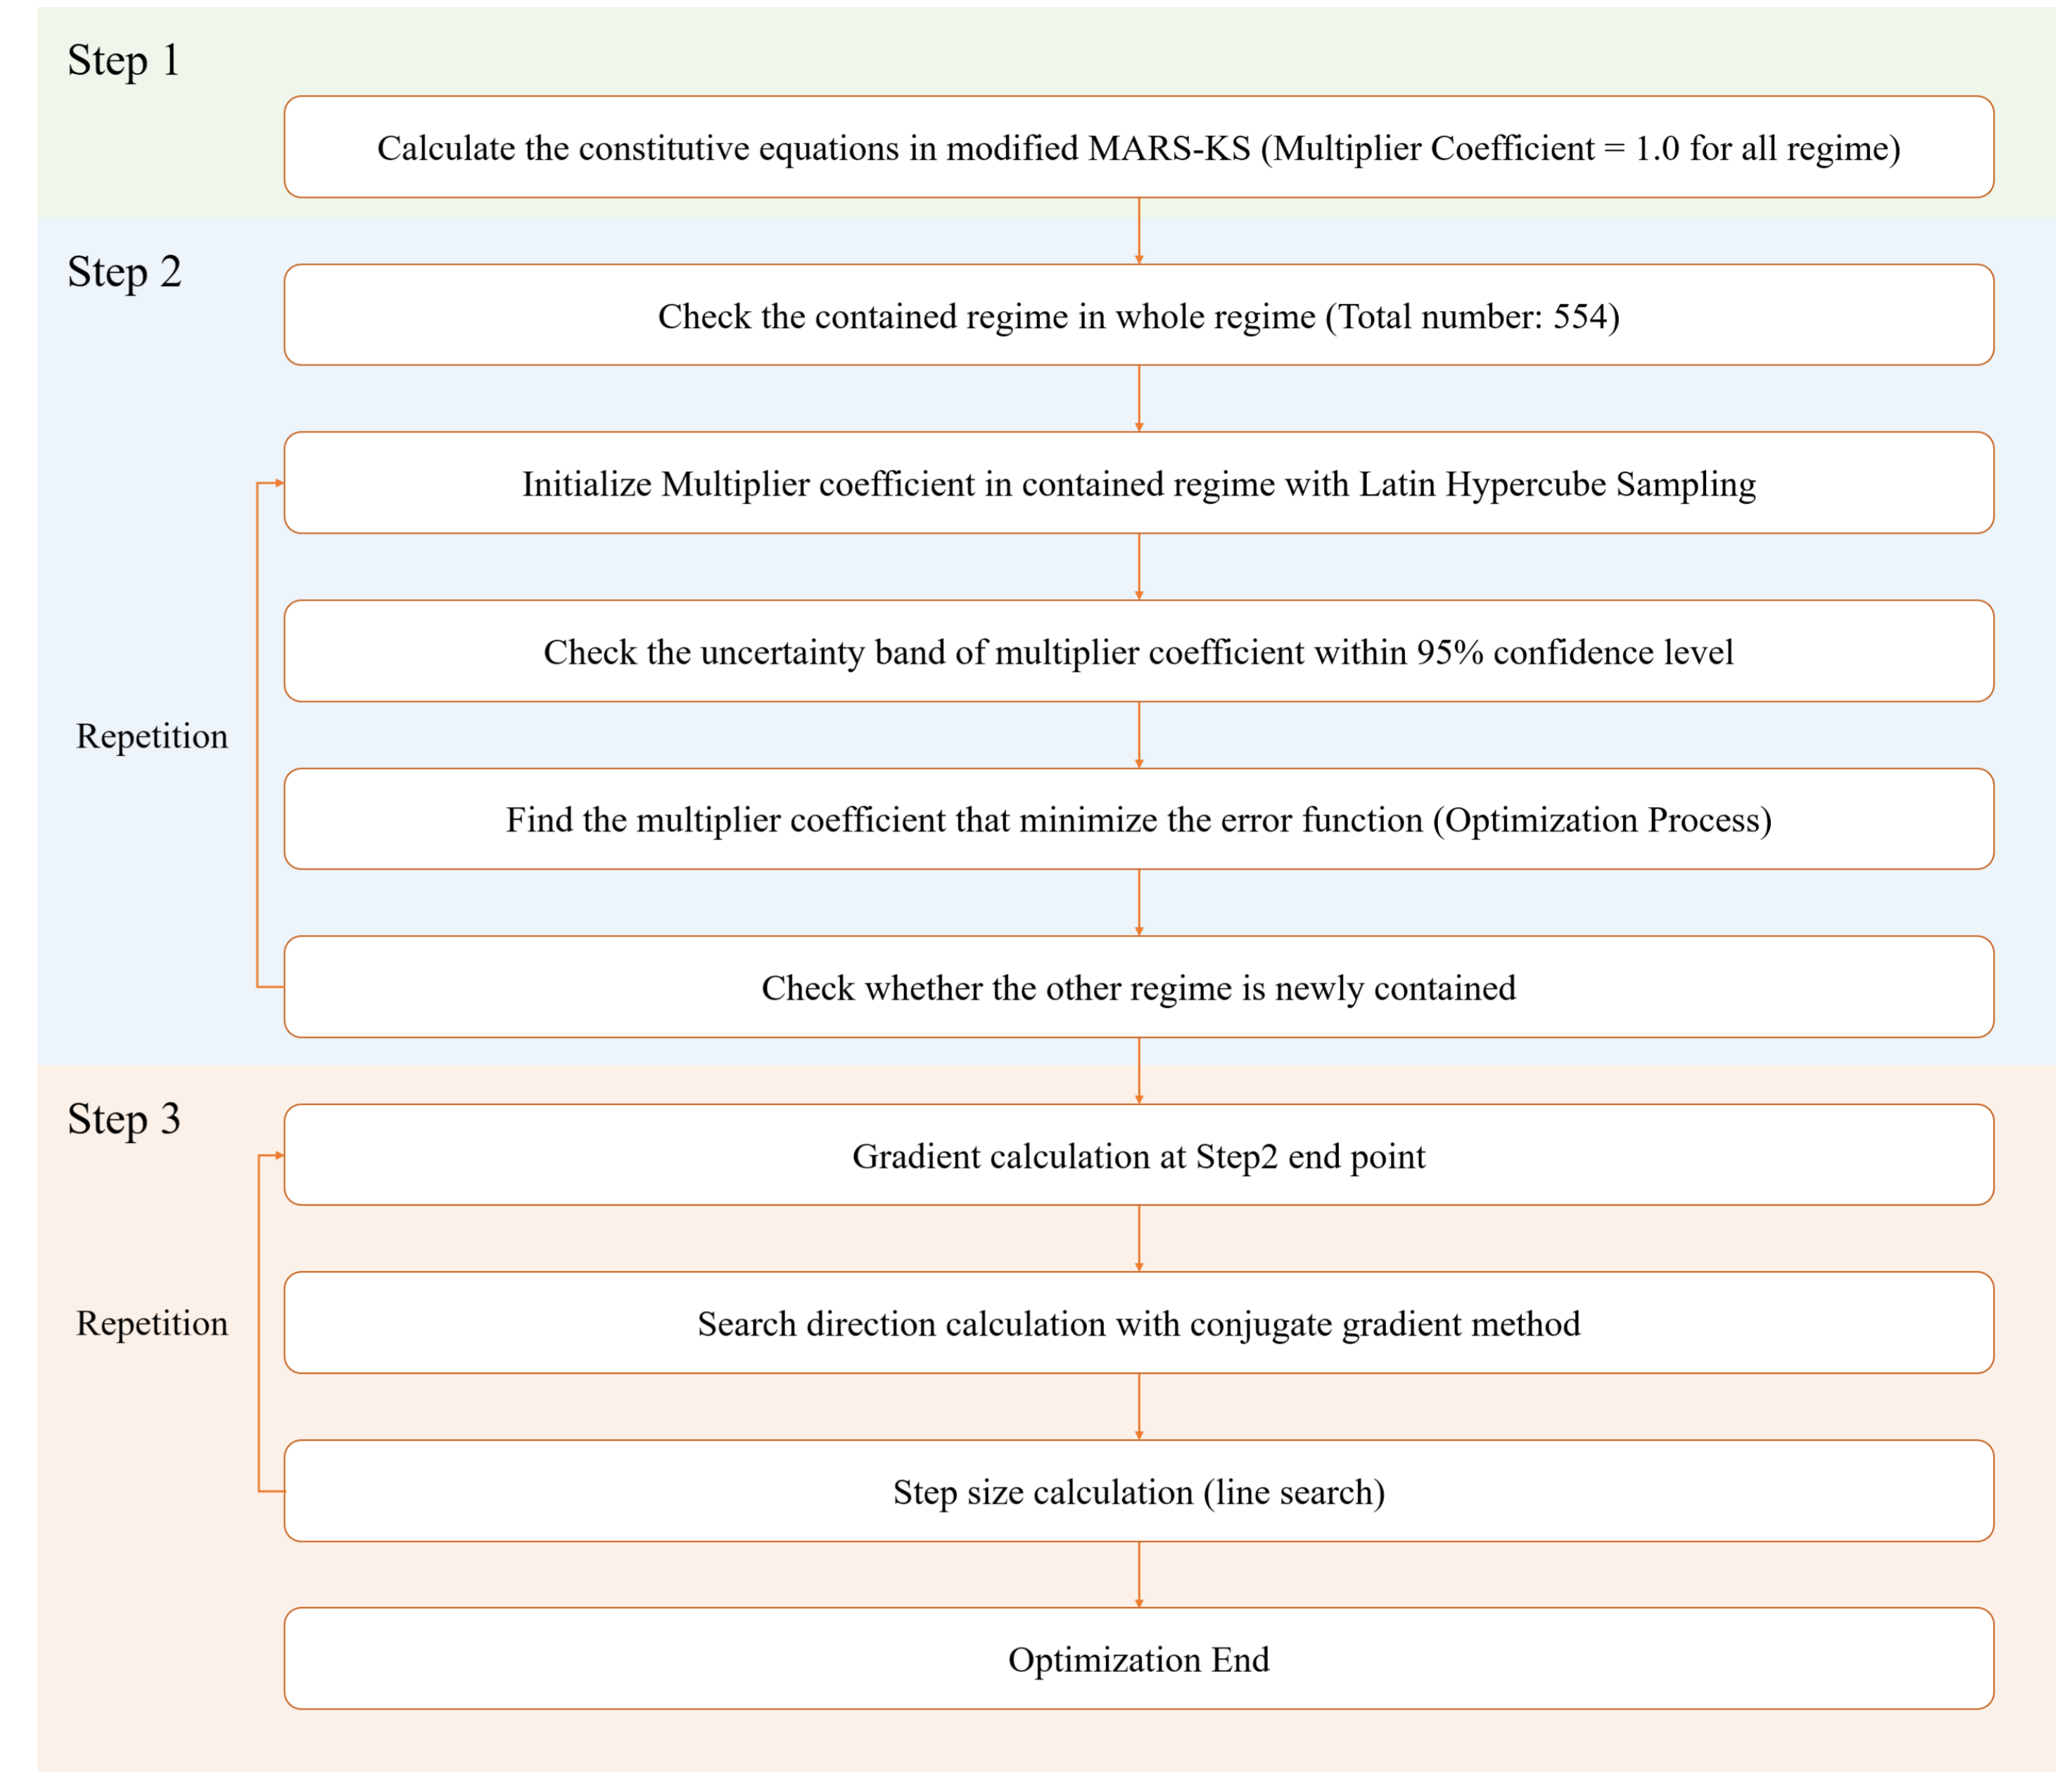 Step 1
Calculate the constitutive equations in modified MARS-KS (Multiplier Coefficient = 1.0 for all regime)
Step 2
Check the contained regime in whole regime (Total number: 554)
Initialize Multiplier coefficient in contained regime with Latin Hypercube Sampling
Check the uncertainty band of multiplier coefficient within 95% confidence level
Repetition
Find the multiplier coefficient that minimize the error function (Optimization Process)
Check whether the other regime is newly contained
Step 3
Gradient calculation at Step2 end point
Repetition
Search direction calculation with conjugate gradient method
Step size calculation (line search)
Optimization End